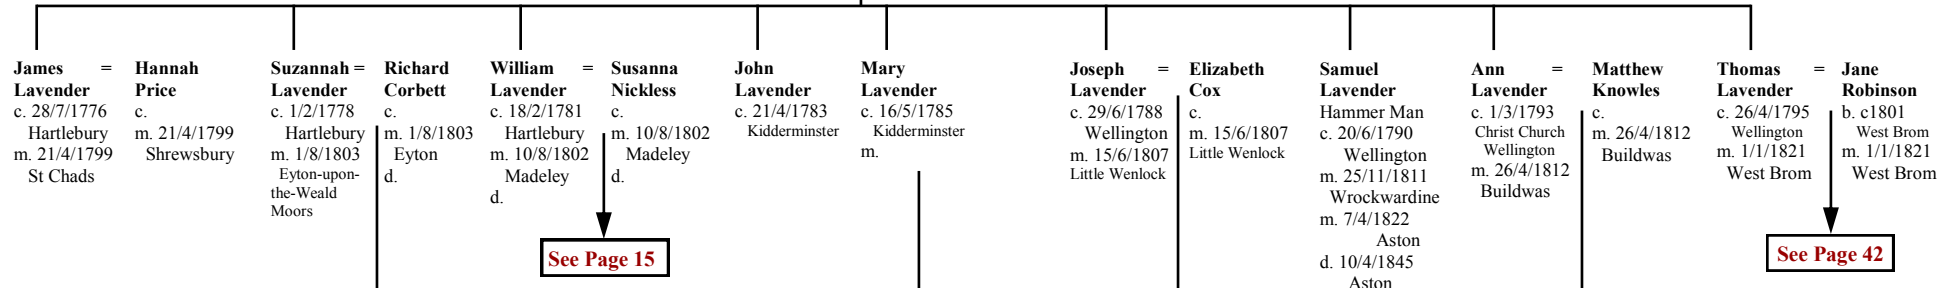 James =
Lavender
c. 28/7/1776
Hartlebury
m. 21/4/1799
St Chads
Hannah
Price
c.
m. 21/4/1799
Shrewsbury
Suzannah =
Lavender
c. 1/2/1778
Hartlebury
m. 1/8/1803
Eyton-upon-
the-Weald
Moors
Richard
Corbett
c.
m. 1/8/1803
Eyton
d.
William =
Lavender
c. 18/2/1781
Hartlebury
m. 10/8/1802
Madeley
d.
Susanna
Nickless
c.
m. 10/8/1802
Madeley
d.
See Page 15
John
Lavender
c. 21/4/1783
Kidderminster
Mary
Lavender
c. 16/5/1785
Kidderminster
m.
Joseph =
Lavender
c. 29/6/1788
Wellington
m. 15/6/1807
Little Wenlock
Elizabeth
Cox
c.
m. 15/6/1807
Little Wenlock
Samuel
Lavender
Hammer Man
c. 20/6/1790
Wellington
m. 25/11/1811
Wrockwardine
m. 7/4/1822
Aston
d. 10/4/1845
Aston
Ann =
Lavender
c. 1/3/1793
Christ Church
Wellington
m. 26/4/1812
Buildwas
Matthew
Knowles
c.
m. 26/4/1812
Buildwas
Thomas =
Lavender
c. 26/4/1795
Wellington
m. 1/1/1821
West Brom
Jane
Robinson
b. c1801
West Brom
m. 1/1/1821
West Brom
See Page 42